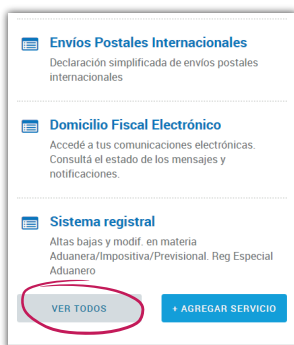 Envíos Postales Internacionales
Declaración simplificada de envíos postales
internacionales
Domicilio Fiscal Electrónico
Accedé a tus comunicaciones electrónicas.
Consultá el estado de los mensajes y
notificaciones.
Sistema registral
Altas bajas y modif. en materia
Aduanera/Impositiva/Previsional. Reg Especial
Aduanero
VER TODOS
+ AGREGAR SERVICIO